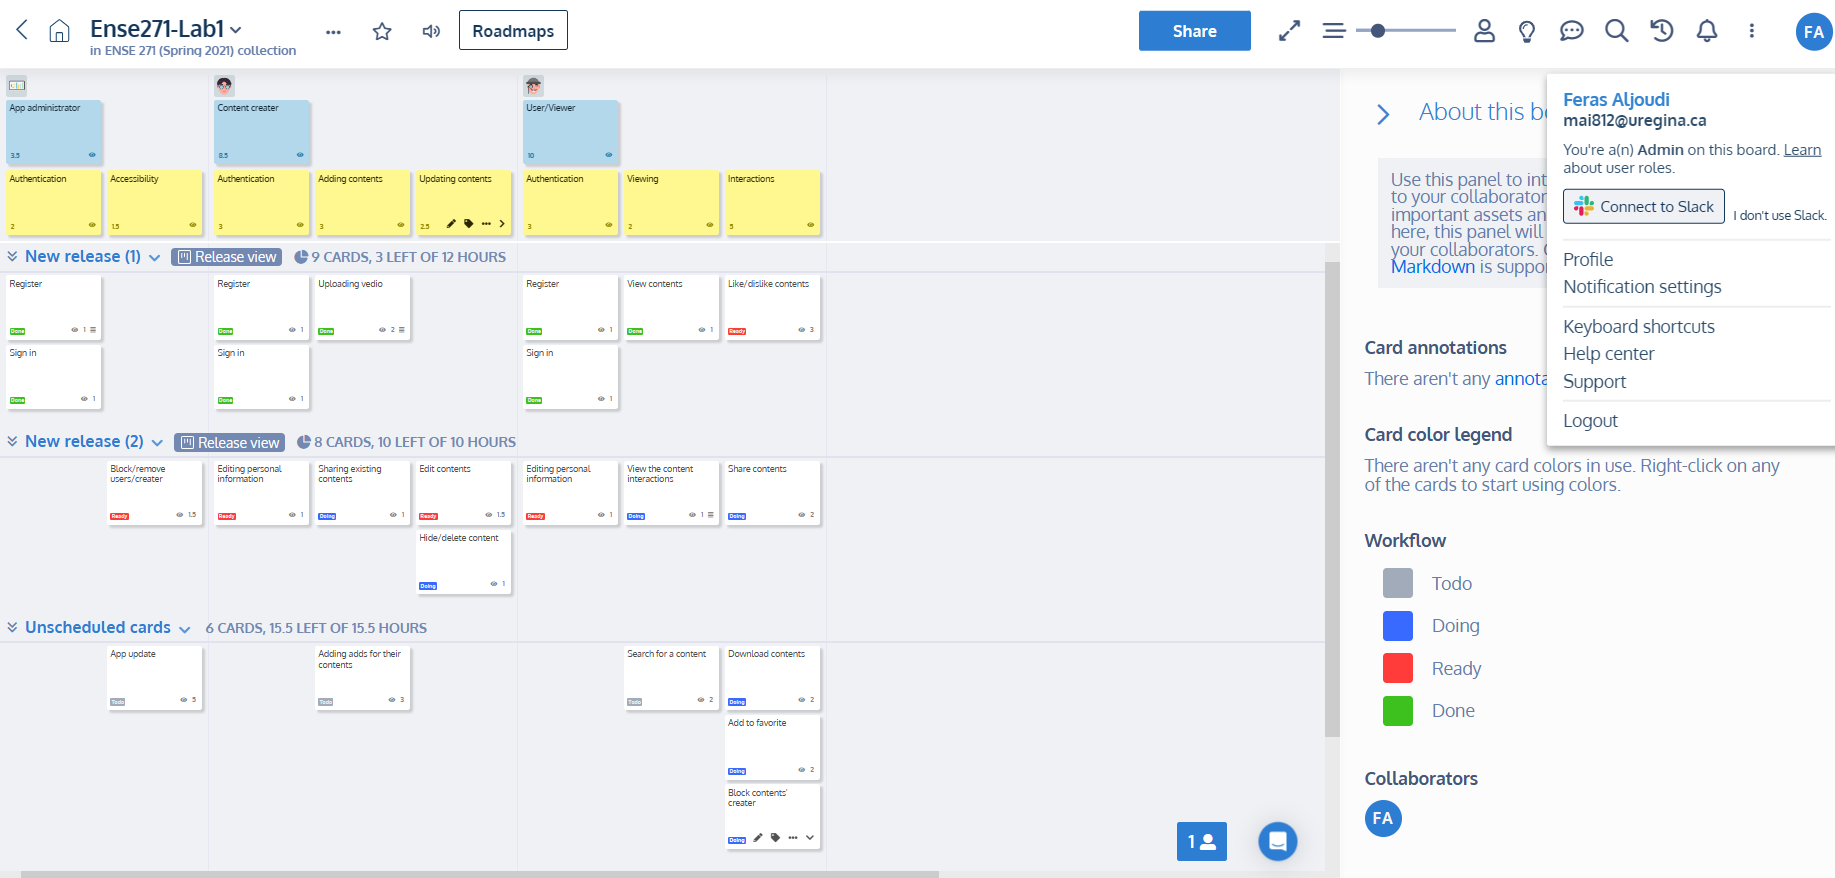 Ense271-Lab1
in ENSE 271 (Spring 2021) collection
Roadmaps
Share
FA
App administrator
3.5
Content creator
8.5
User/Viewer
10
Authentication
2
Accessibility
1.5
Authentication
3
Adding contents
3
Updating contents
2.5
Authentication
3
Viewing
2
Interactions
5
New release (1) Release view 9 CARDS, 3 LEFT OF 12 HOURS
Register
Done 1
Register
Done 1
Uploading vedio
Done 2
Register
Done 1
View contents
Done 1
Like/dislike contents
Ready 3
Sign in
Done 1
Sign in
Done 1
Sign in
Done 1
New release (2) Release view 8 CARDS, 10 LEFT OF 10 HOURS
Block/remove
users/creater
Ready 1.5
Editing personal
information
Ready 1
Sharing existing
contents
Doing 1
Edit contents
Ready 1.5
Editing personal
information
Ready 1
View the content
interactions
Doing 1
Share contents
Doing 2
Hide/delete content
Doing 1
Unscheduled cards 6 CARDS, 15.5 LEFT OF 15.5 HOURS
App update
Todo 5
Adding adds for their
contents
Todo 3
Search for a content
Todo 2
Download contents
Doing 2
Add to favorite
Doing 2
Block contents'
creater
Doing
1
About this bo
Use this panel to int
to your collaborator
important assets an
here, this panel will
your collaborators. C
Markdown is suppo
Card annotations
There aren't any annota
Card color legend
There aren't any card colors in use. Right-click on any
of the cards to start using colors.
Workflow
Todo
Doing
Ready
Done
Collaborators
FA
Feras Aljoudi
mai812@uregina.ca
You're a(n) Admin on this board. Learn
about user roles.
Connect to Slack I don't use Slack.
Profile
Notification settings
Keyboard shortcuts
Help center
Support
Logout